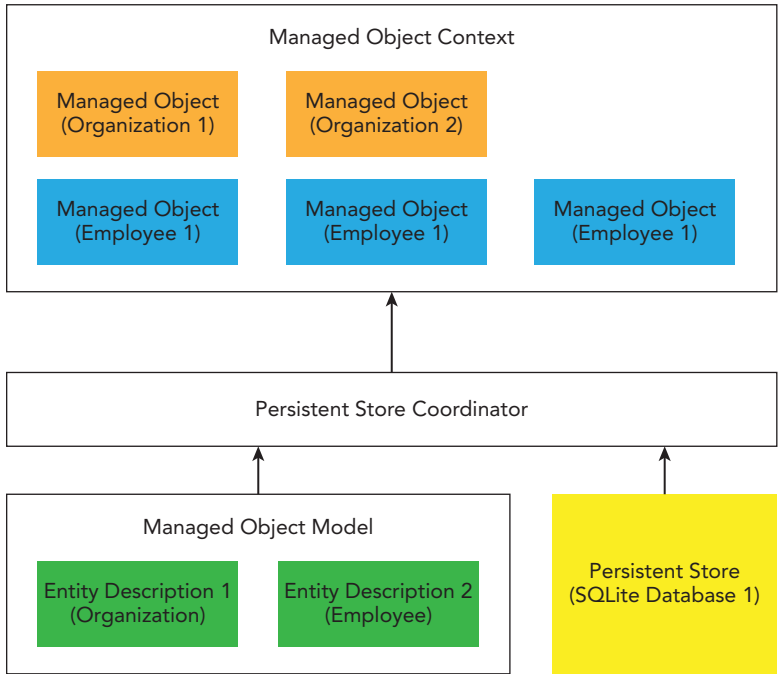 Managed Object Context
Managed Object
(Organization 1)
Managed Object
(Organization 2)
Managed Object
(Employee 1)
Managed Object
(Employee 1)
Managed Object
(Employee 1)
Persistent Store Coordinator
Managed Object Model
Entity Description 1
(Organization)
Entity Description 2
(Employee)
Persistent Store
(SQLite Database 1)